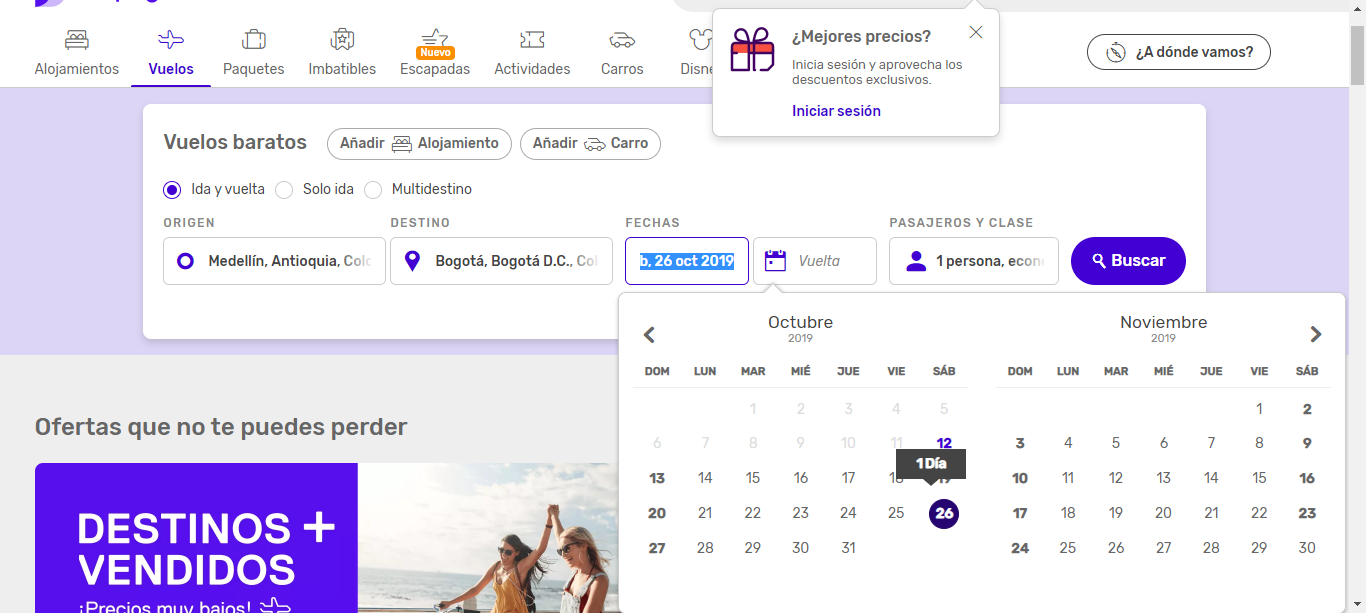 ¿Mejores precios?
Inicia sesión y aprovecha los
descuentos exclusivos.
Iniciar sesión
Nuevo
Alojamientos Vuelos Paquetes Imbatibles Escapadas Actividades Carros Disne
¿A dónde vamos?
Vuelos baratos Añadir Alojamiento Añadir Carro
Ida y vuelta Solo ida Multidestino
ORIGEN DESTINO FECHAS PASAJEROS Y CLASE
Medellín, Antioquia, Colo Bogotá, Bogotá D.C., Col b, 26 oct 2019 Vuelta 1 persona, econ Buscar
Octubre Noviembre
2019 2019
DOM LUN MAR MIÉ JUE VIE SÁB DOM LUN MAR MIÉ JUE VIE SÁB
1 2 3 4 5 1 2
6 7 8 9 10 11 12 3 4 5 6 7 8 9
1 Día
13 14 15 16 17 18 19 10 11 12 13 14 15 16
20 21 22 23 24 25 26 17 18 19 20 21 22 23
27 28 29 30 31 24 25 26 27 28 29 30
Ofertas que no te puedes perder
DESTINOS +
VENDIDOS
¡Precios muy bajos!